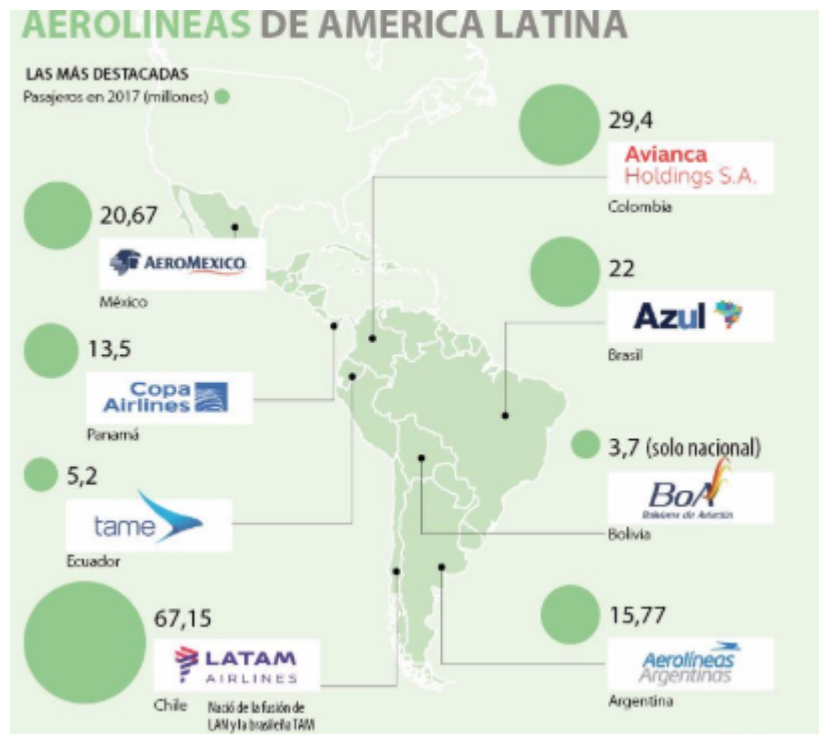 AEROLÍNEAS DE AMÉRICA LATINA
LAS MÁS DESTACADAS
Pasajeros en 2017 (millones)
29,4
Avianca
Holdings S.A.
Colombia
20,67
AEROMEXICO
México
22
Azul
Brasil
13,5
Copa
Airlines
Panamá
3,7 (solo nacional)
BoA
Boliviana de Aviación
Bolivia
5,2
tame
Ecuador
67,15
LATAM
AIRLINES
Chile
Nació de la fusión de
LAN y la brasileña TAM
15,77
Aerolíneas
Argentinas
Argentina